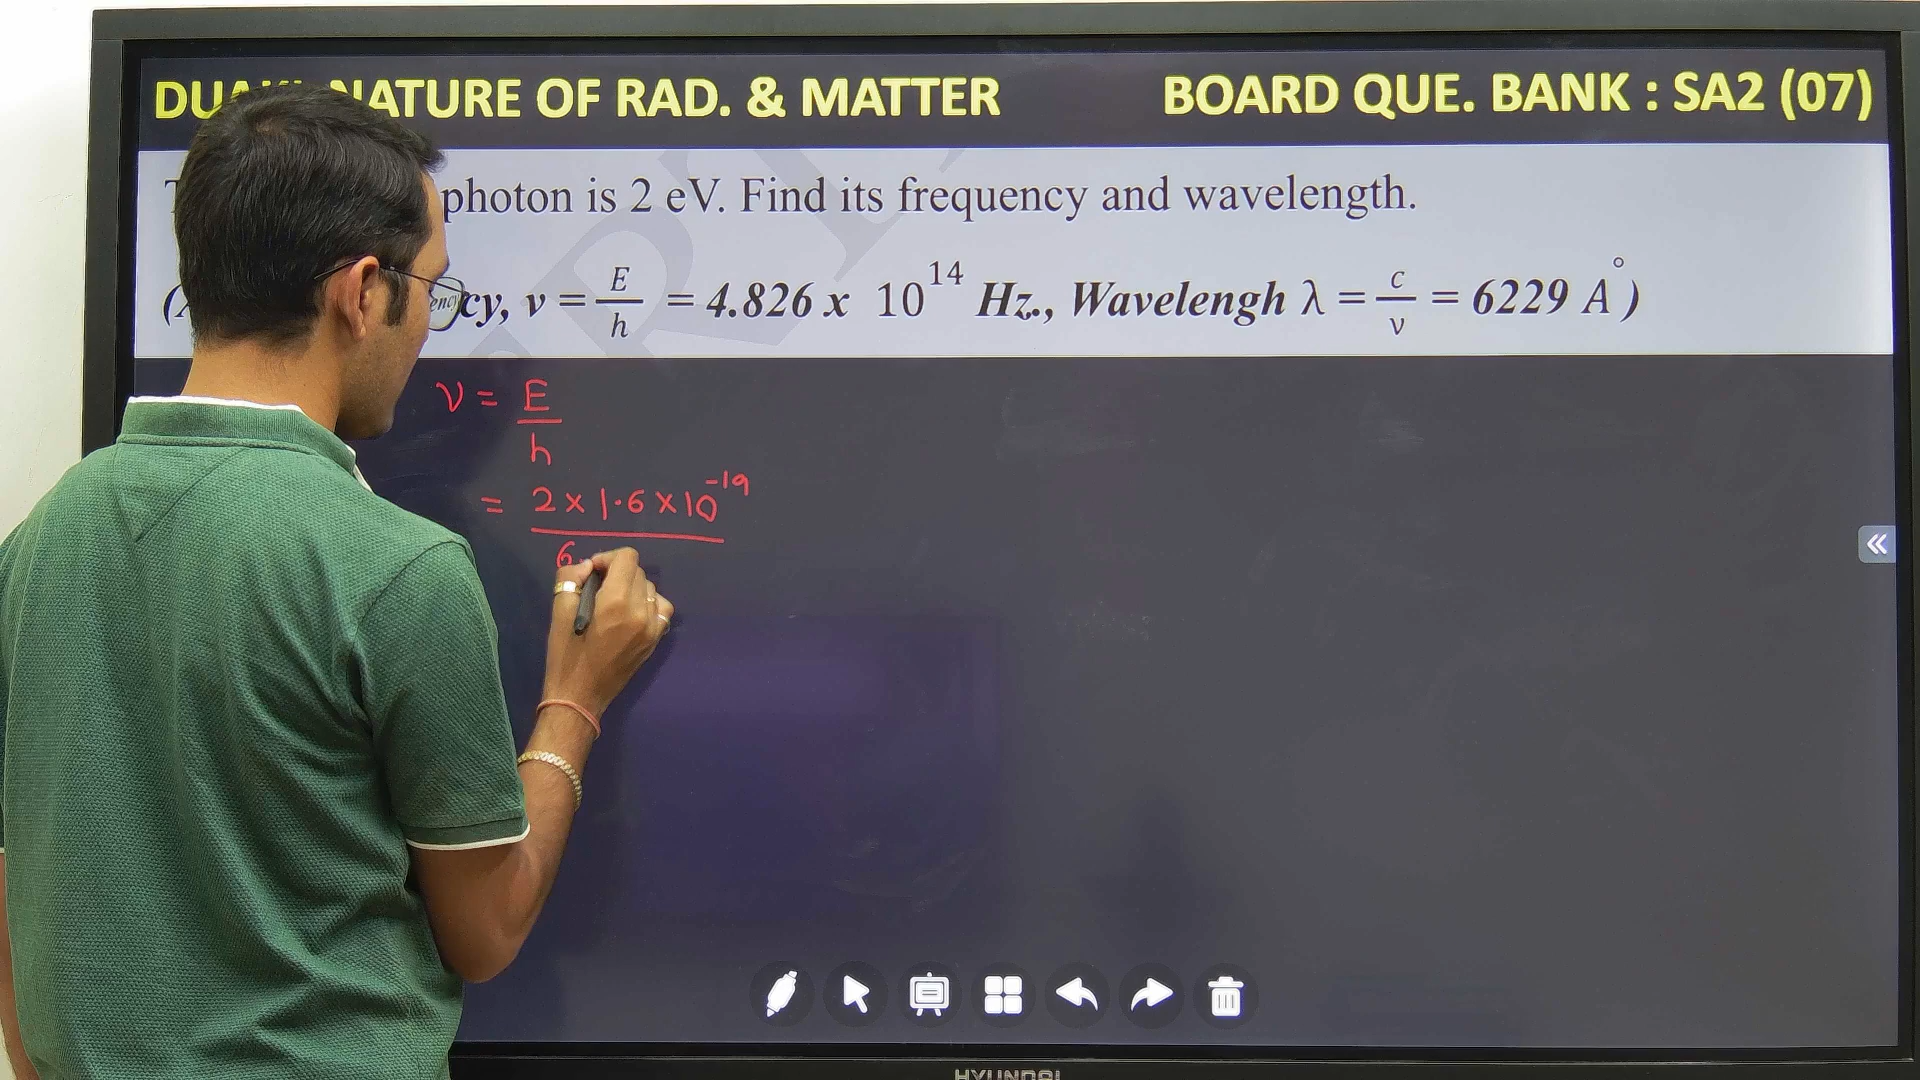 NATURE OF RAD. & MATTER BOARD QUE. BANK : SA2 (07)
photon is 2 eV. Find its frequency and wavelength.
cy, ν = E/h = 4.826 x 10^14 Hz., Wavelengh λ = c/ν = 6229 A° )
ν = E/h
= 2 × 1.6 × 10^-19
6.
HYUNDAI